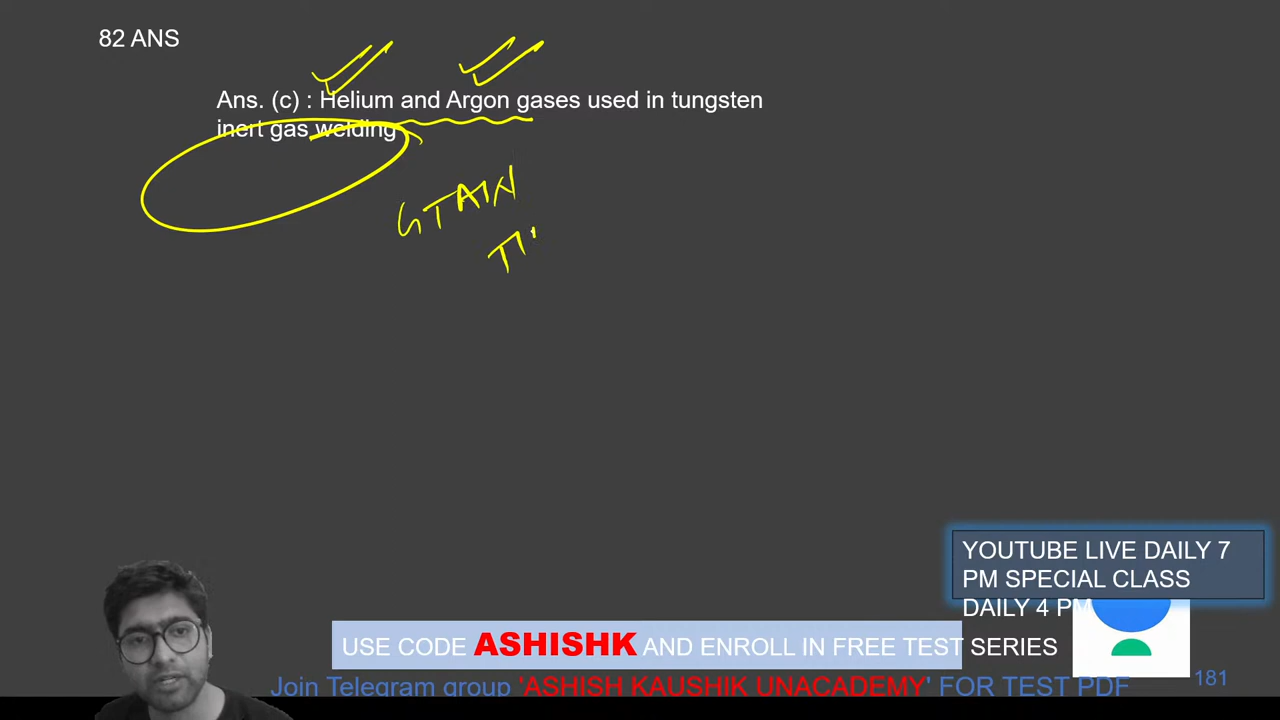 82 ANS
Ans. (c) : Helium and Argon gases used in tungsten
inert gas welding
GTAIN
YOUTUBE LIVE DAILY 7
PM SPECIAL CLASS
DAILY 4 PM
USE CODE ASHISHK AND ENROLL IN FREE TEST SERIES
Join Telegram group 'ASHISH KAUSHIK UNACADEMY' FOR TEST PDF
181